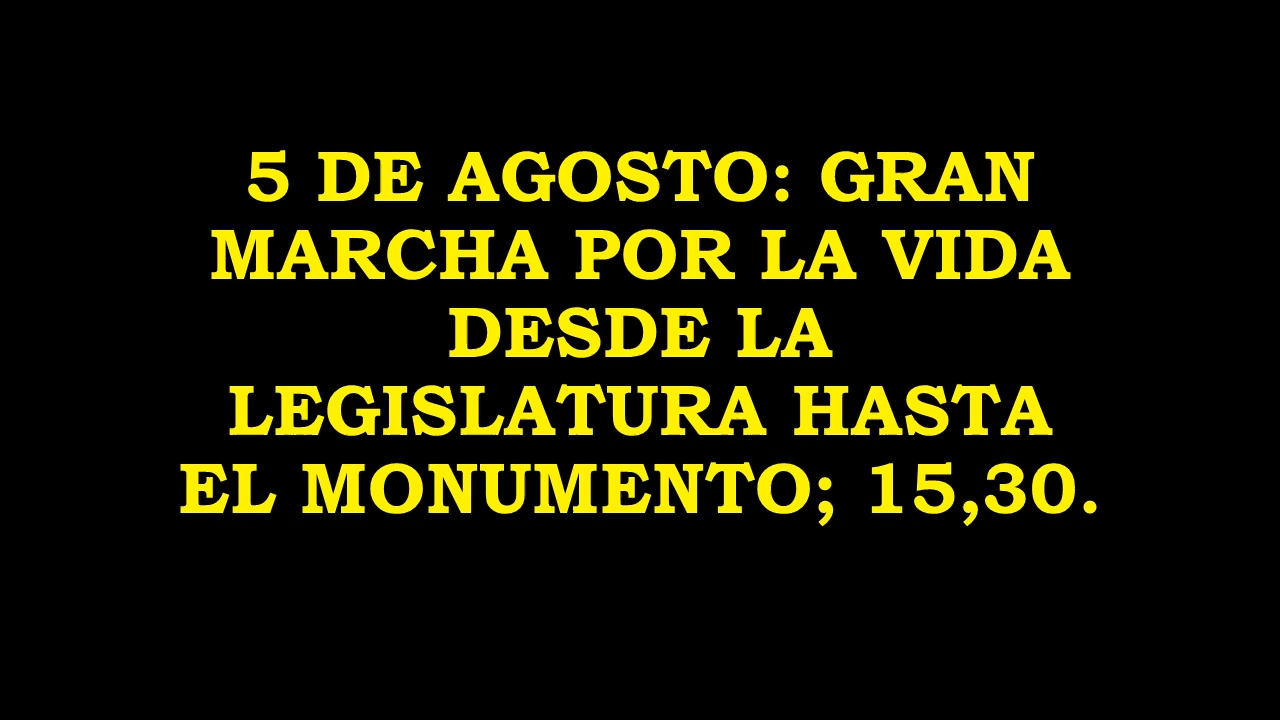 5 DE AGOSTO: GRAN
MARCHA POR LA VIDA
DESDE LA
LEGISLATURA HASTA
EL MONUMENTO; 15,30.